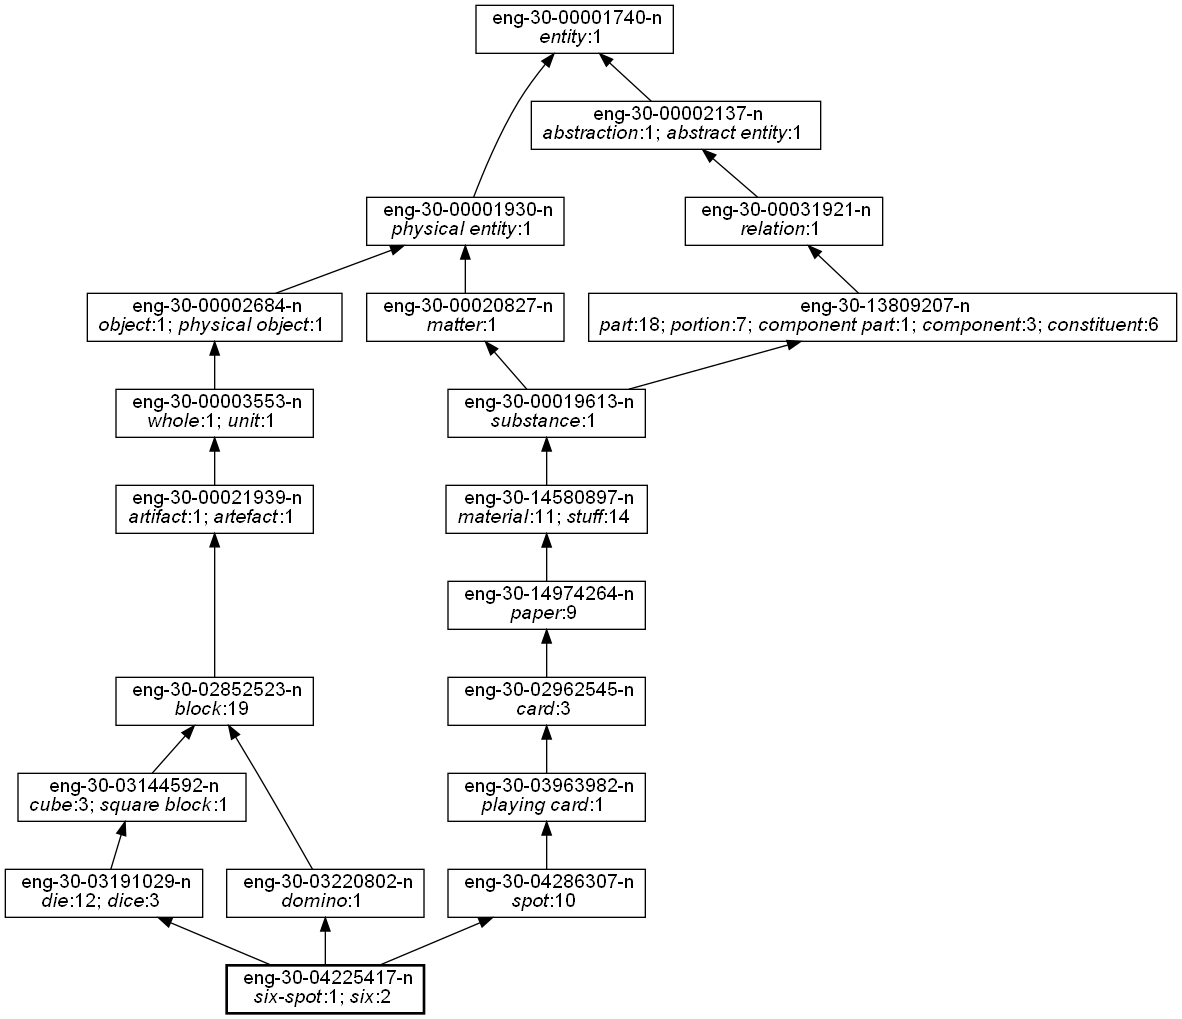 eng-30-00001740-n
entity:1
eng-30-00002137-n
abstraction:1; abstract entity:1
eng-30-00001930-n
physical entity:1
eng-30-00031921-n
relation:1
eng-30-00002684-n
object:1; physical object:1
eng-30-00020827-n
matter:1
eng-30-13809207-n
part:18; portion:7; component part:1; component:3; constituent:6
eng-30-00003553-n
whole:1; unit:1
eng-30-00019613-n
substance:1
eng-30-00021939-n
artifact:1; artefact:1
eng-30-14580897-n
material:11; stuff:14
eng-30-14974264-n
paper:9
eng-30-02852523-n
block:19
eng-30-02962545-n
card:3
eng-30-03144592-n
cube:3; square block:1
eng-30-03963982-n
playing card:1
eng-30-03191029-n
die:12; dice:3
eng-30-03220802-n
domino:1
eng-30-04286307-n
spot:10
eng-30-04225417-n
six-spot:1; six:2